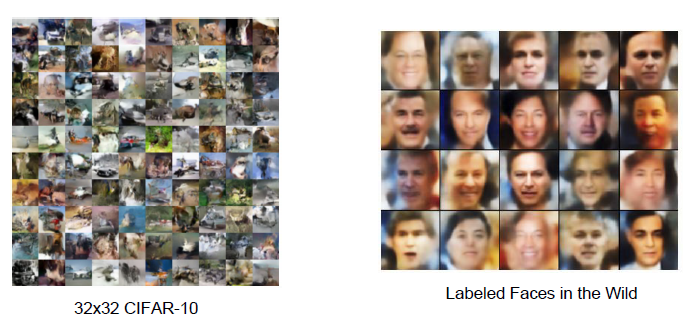 32x32 CIFAR-10
Labeled Faces in the Wild